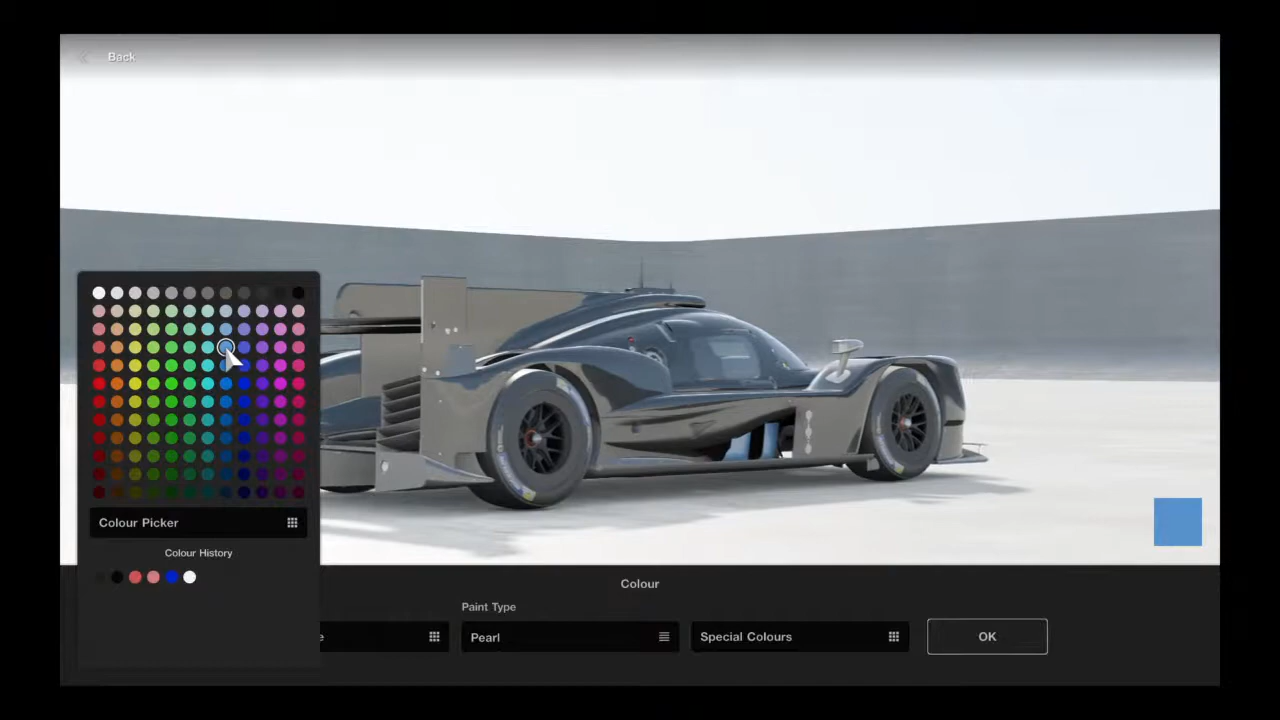 Back
Colour Picker
Colour History
Colour
Paint Type
e
Pearl
Special Colours
OK